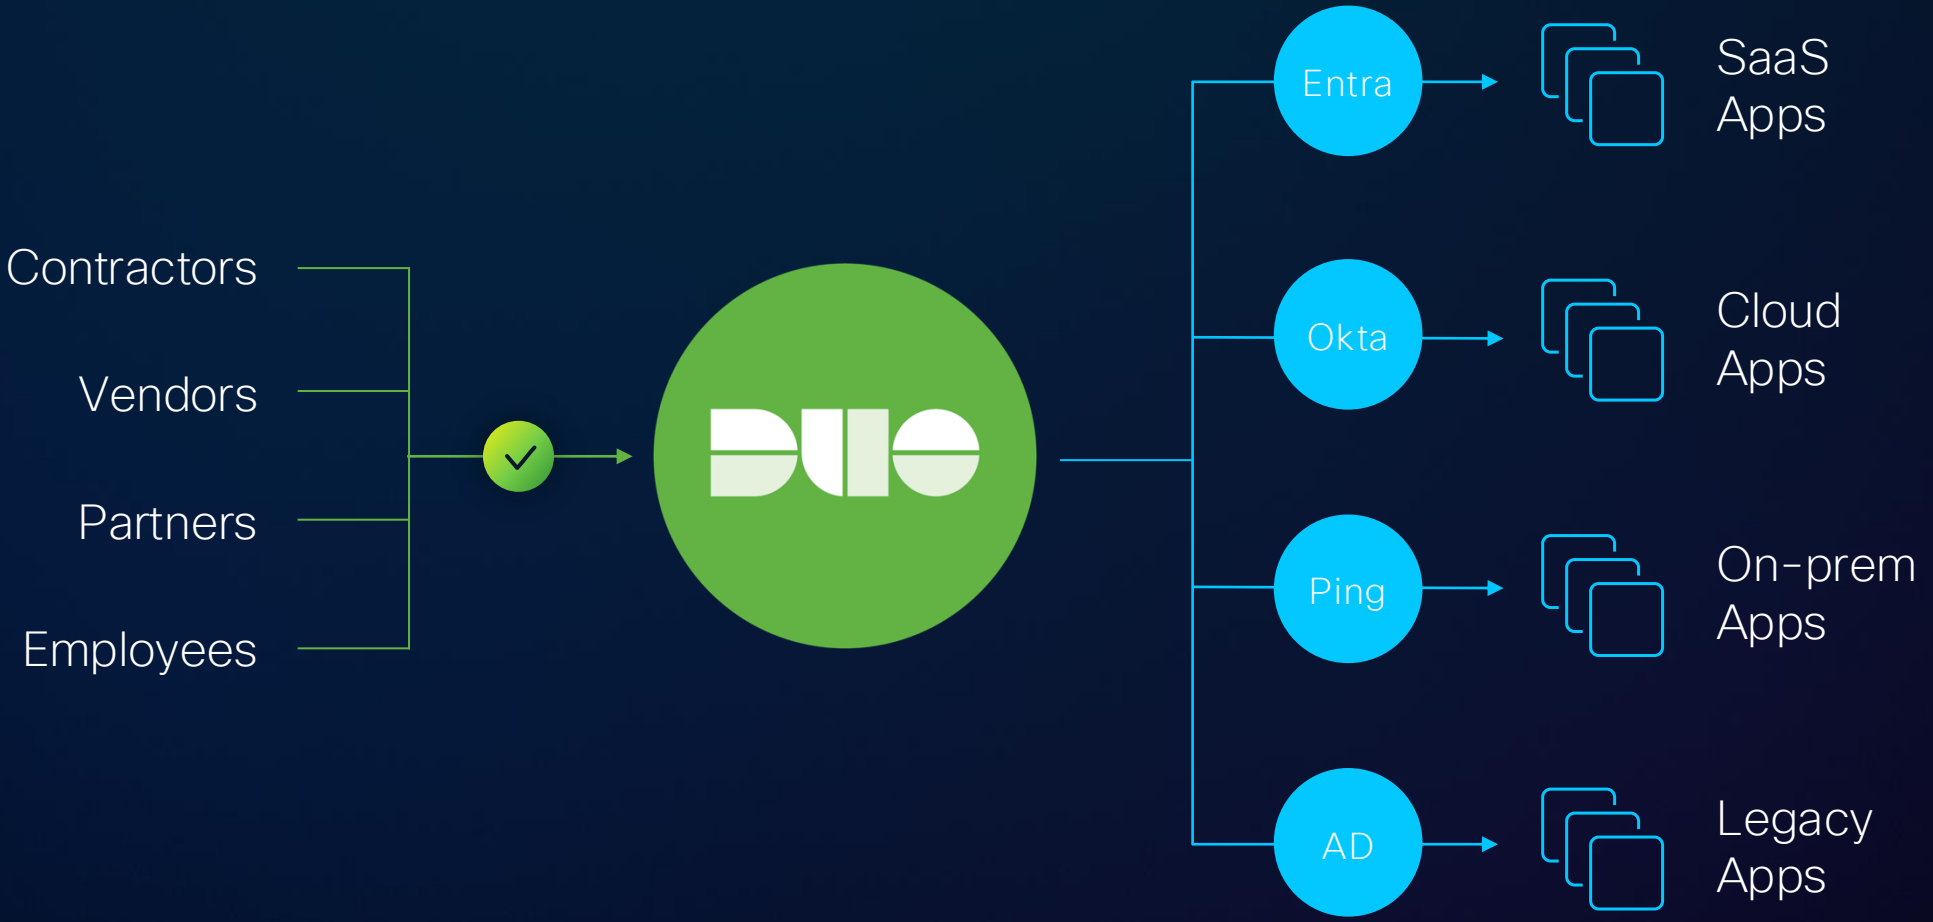 Contractors
Vendors
Partners
Employees
DUO
Entra
SaaS
Apps
Okta
Cloud
Apps
Ping
On-prem
Apps
AD
Legacy
Apps